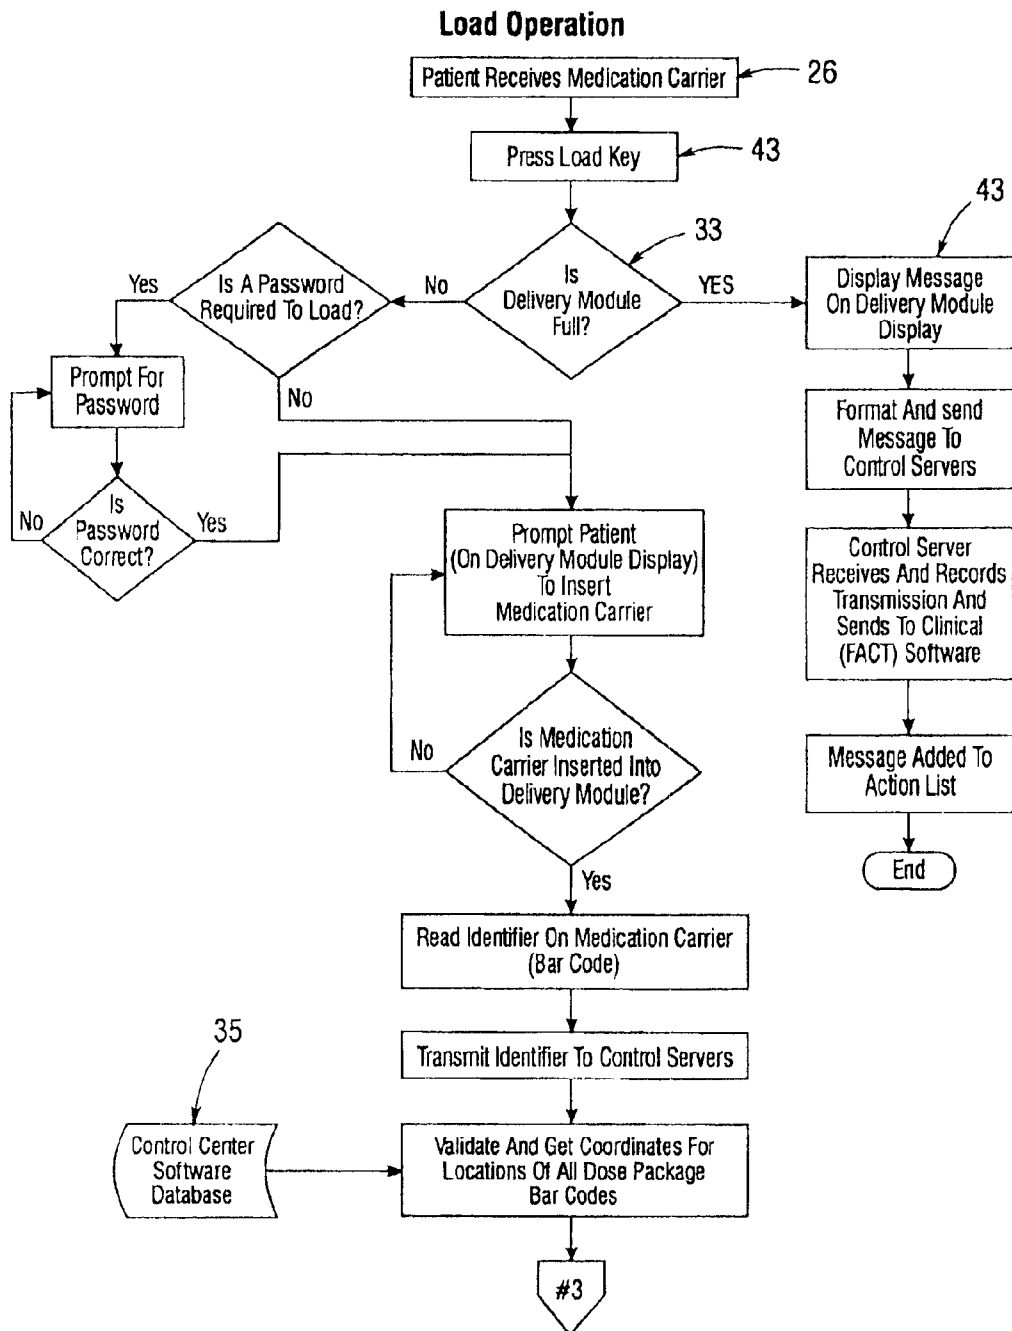 Load Operation
Patient Receives Medication Carrier
26
Press Load Key
43
33
43
Is A Password
Required To Load?
Yes
No
No
Is
Delivery Module
Full?
YES
Display Message
On Delivery Module
Display
Prompt For
Password
Is
Password
Correct?
No
Yes
Format And send
Message To
Control Servers
Prompt Patient
(On Delivery Module Display)
To Insert
Medication Carrier
Control Server
Receives And Records
Transmission And
Sends To Clinical
(FACT) Software
Is Medication
Carrier Inserted Into
Delivery Module?
No
Yes
Message Added To
Action List
End
Read Identifier On Medication Carrier
(Bar Code)
Transmit Identifier To Control Servers
35
Control Center
Software
Database
Validate And Get Coordinates For
Locations Of All Dose Package
Bar Codes
#3